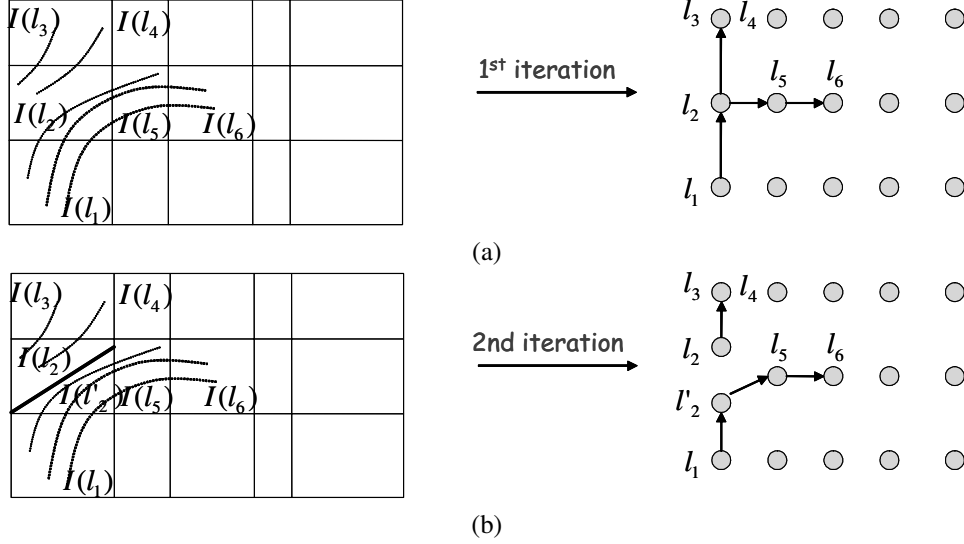 I(l₃) I(l₄)
I(l₂) I(l₅) I(l₆)
I(l₁)
1st iteration
l₃ l₄
l₅ l₆
l₂
l₁
(a)
I(l₃) I(l₄)
I(l₂)
I(l'₂) I(l₅) I(l₆)
I(l₁)
2nd iteration
l₃ l₄
l₂ l₅ l₆
l'₂
l₁
(b)